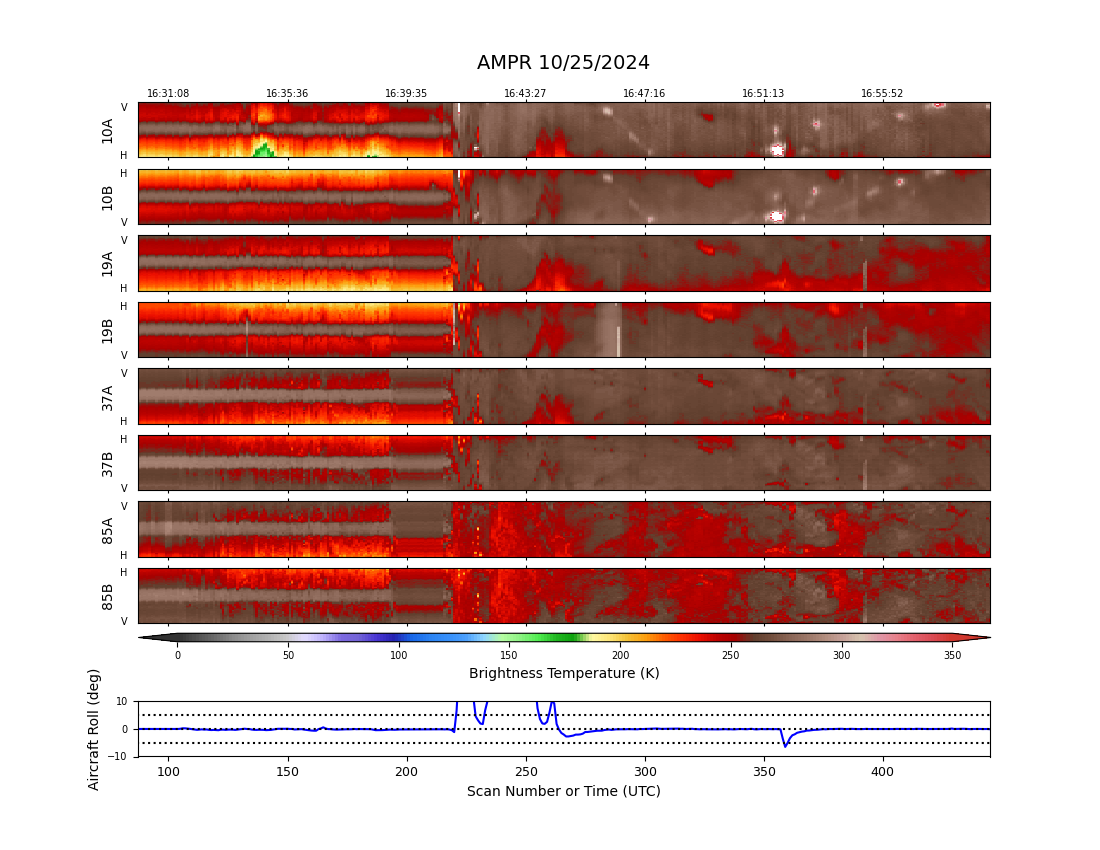 AMPR 10/25/2024
16:31:08 16:35:36 16:39:35 16:43:27 16:47:16 16:51:13 16:55:52
V
10A
H
H
10B
V
V
19A
H
H
19B
V
V
37A
H
H
37B
V
V
85A
H
H
85B
V
0 50 100 150 200 250 300 350
Brightness Temperature (K)
Aircraft Roll (deg)
10
0
−10
100 150 200 250 300 350 400
Scan Number or Time (UTC)